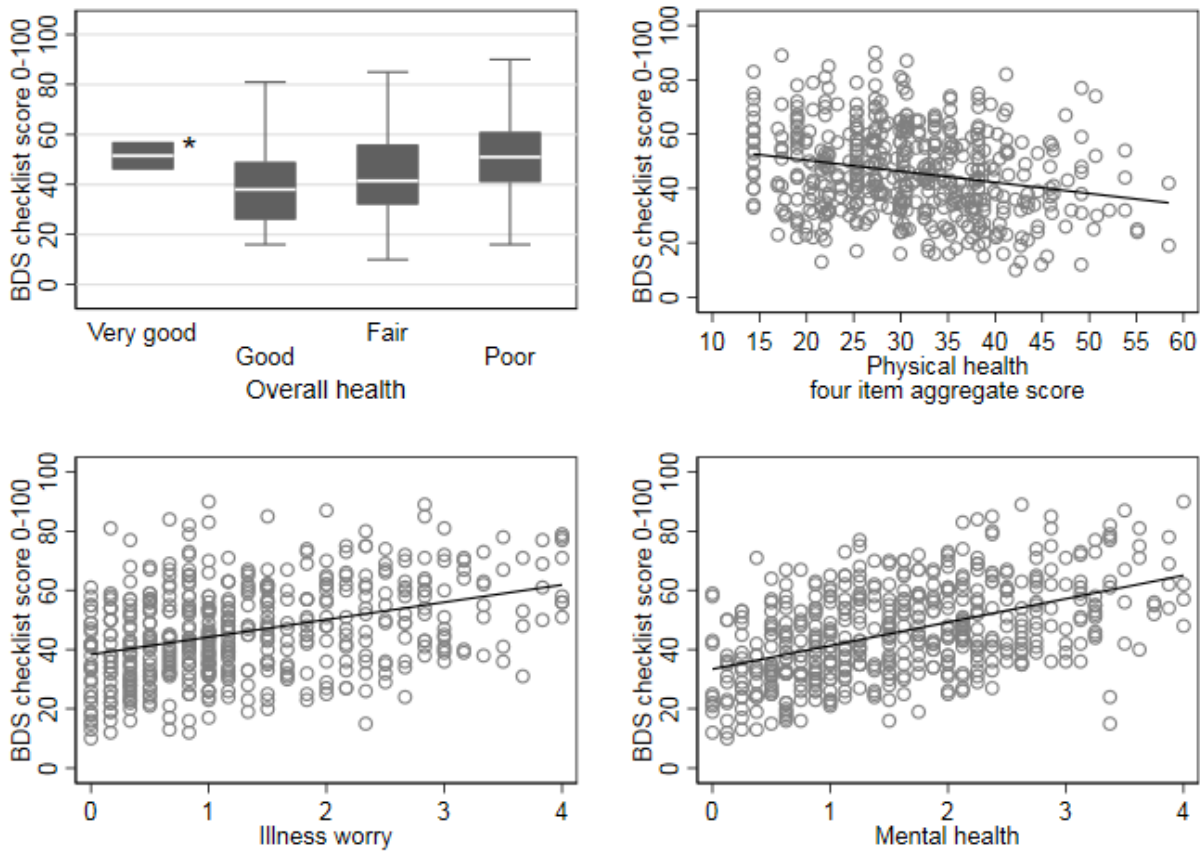 BDS checklist score 0-100
0 20 40 60 80 100
*
Very good
Good
Fair
Poor
Overall health
BDS checklist score 0-100
0 20 40 60 80 100
10 15 20 25 30 35 40 45 50 55 60
Physical health
four item aggregate score
BDS checklist score 0-100
0 20 40 60 80 100
0 1 2 3 4
Illness worry
BDS checklist score 0-100
0 20 40 60 80 100
0 1 2 3 4
Mental health